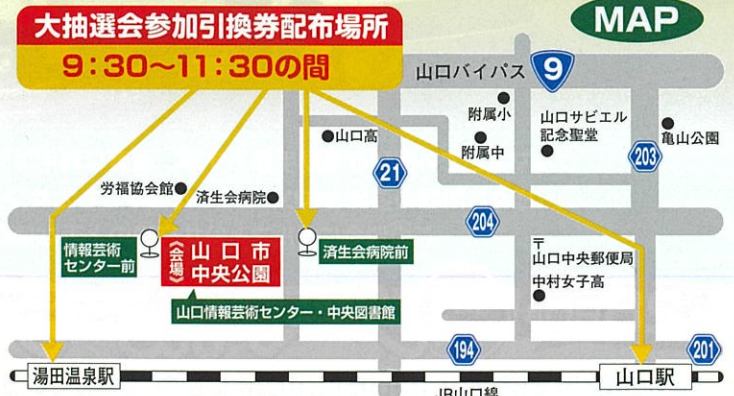 大抽選会参加引換券配布場所
9:30〜11:30の間
MAP
山口バイパス
9
附属小
附属中
山口サビエル
記念聖堂
亀山公園
山口高
21
203
労福協会館
済生会病院
204
情報芸術
センター前
《会場》
山口市
中央公園
済生会病院前
〒
山口中央郵便局
中村女子高
山口情報芸術センター・中央図書館
194
201
湯田温泉駅
山口駅
JR山口線